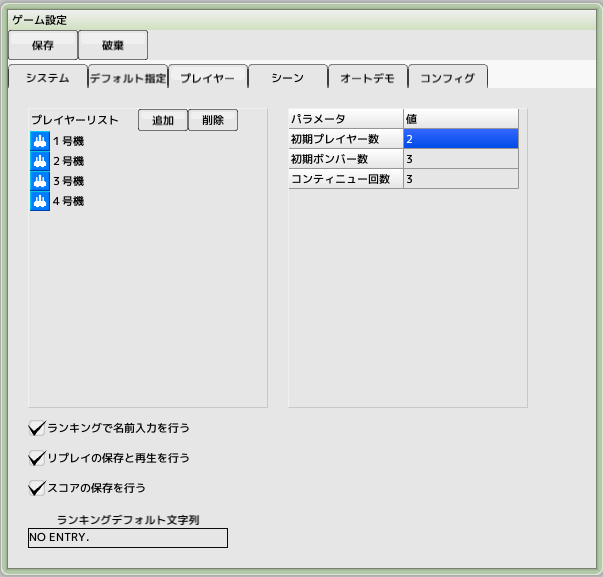 ゲーム設定
保存 破棄
システム デフォルト指定 プレイヤー シーン オートデモ コンフィグ
プレイヤーリスト 追加 削除
1号機
2号機
3号機
4号機
パラメータ 値
初期プレイヤー数 2
初期ボンバー数 3
コンティニュー回数 3
ランキングで名前入力を行う
リプレイの保存と再生を行う
スコアの保存を行う
ランキングデフォルト文字列
NO ENTRY.